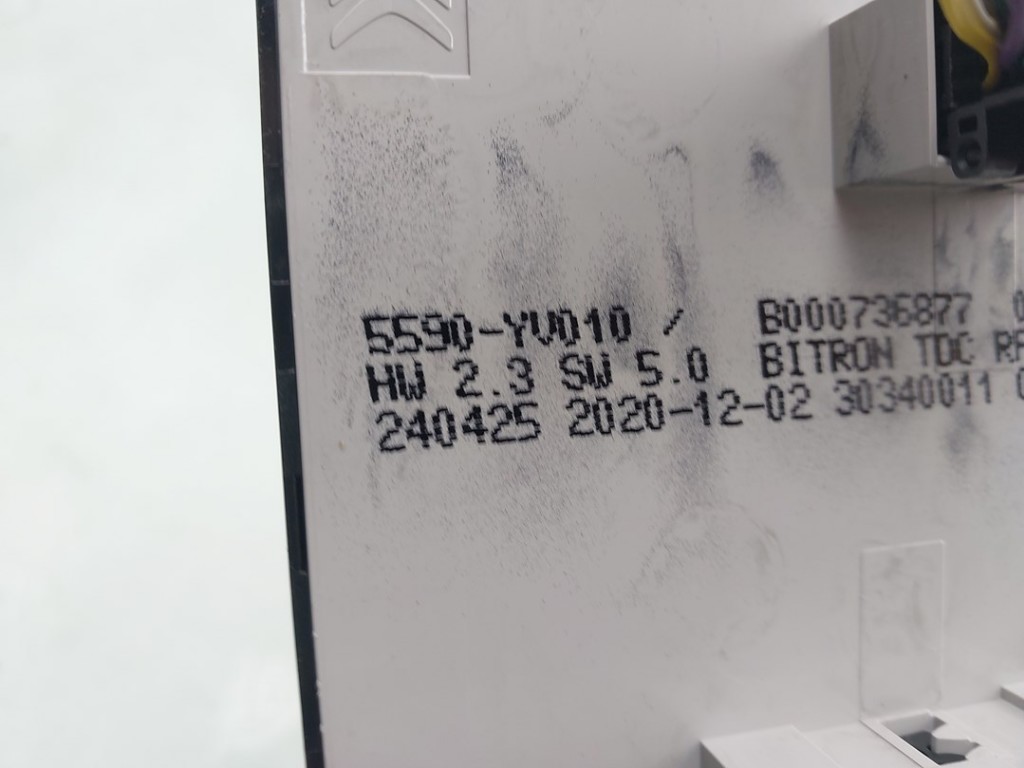 5590-YV010 / B000736877
HW 2.3 SW 5.0 BITRON TDC
240425 2020-12-02 30340011